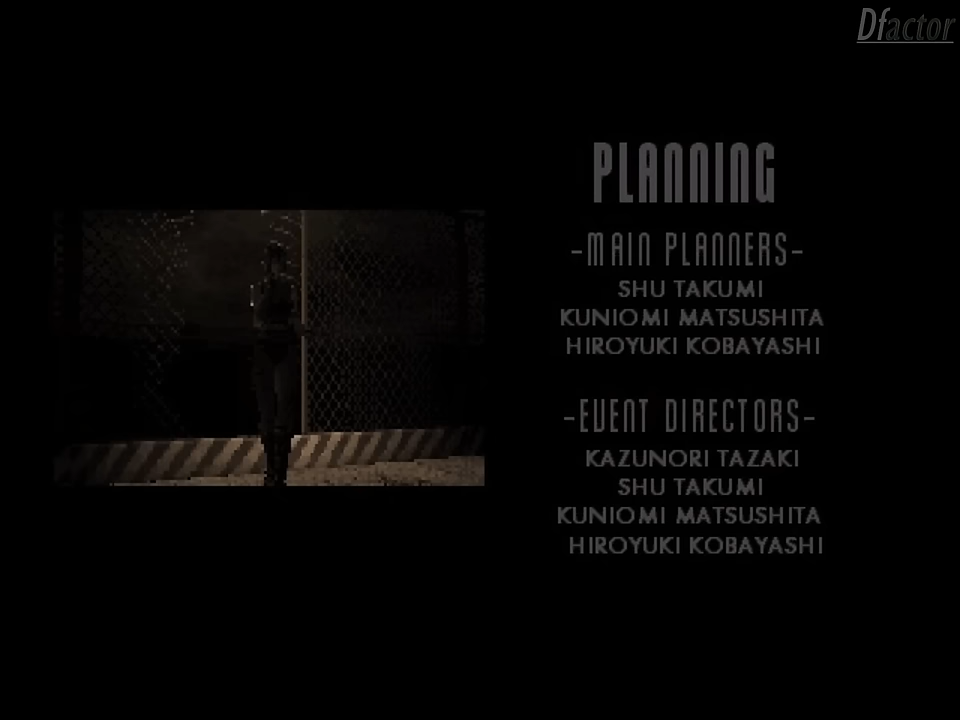 Dfactor
PLANNING
-MAIN PLANNERS-
SHU TAKUMI
KUNIOMI MATSUSHITA
HIROYUKI KOBAYASHI
-EVENT DIRECTORS-
KAZUNORI TAZAKI
SHU TAKUMI
KUNIOMI MATSUSHITA
HIROYUKI KOBAYASHI